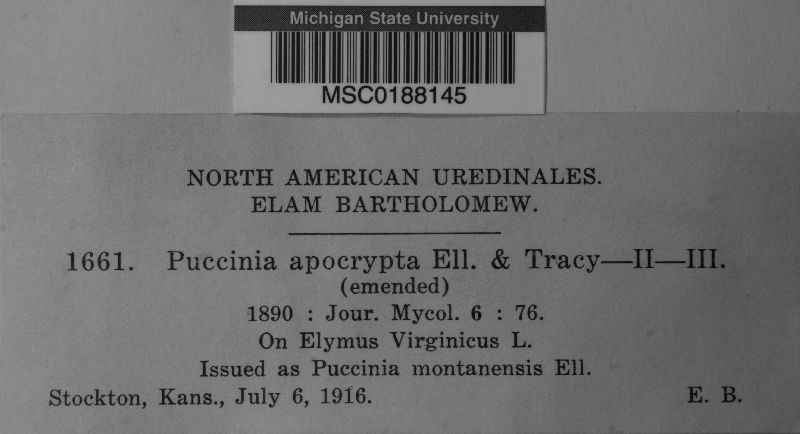 Michigan State University
MSC0188145
NORTH AMERICAN UREDINALES.
ELAM BARTHOLOMEW.
1661. Puccinia apocrypta Ell. & Tracy—II—III.
(emended)
1890 : Jour. Mycol. 6 : 76.
On Elymus Virginicus L.
Issued as Puccinia montanensis Ell.
Stockton, Kans., July 6, 1916. E. B.